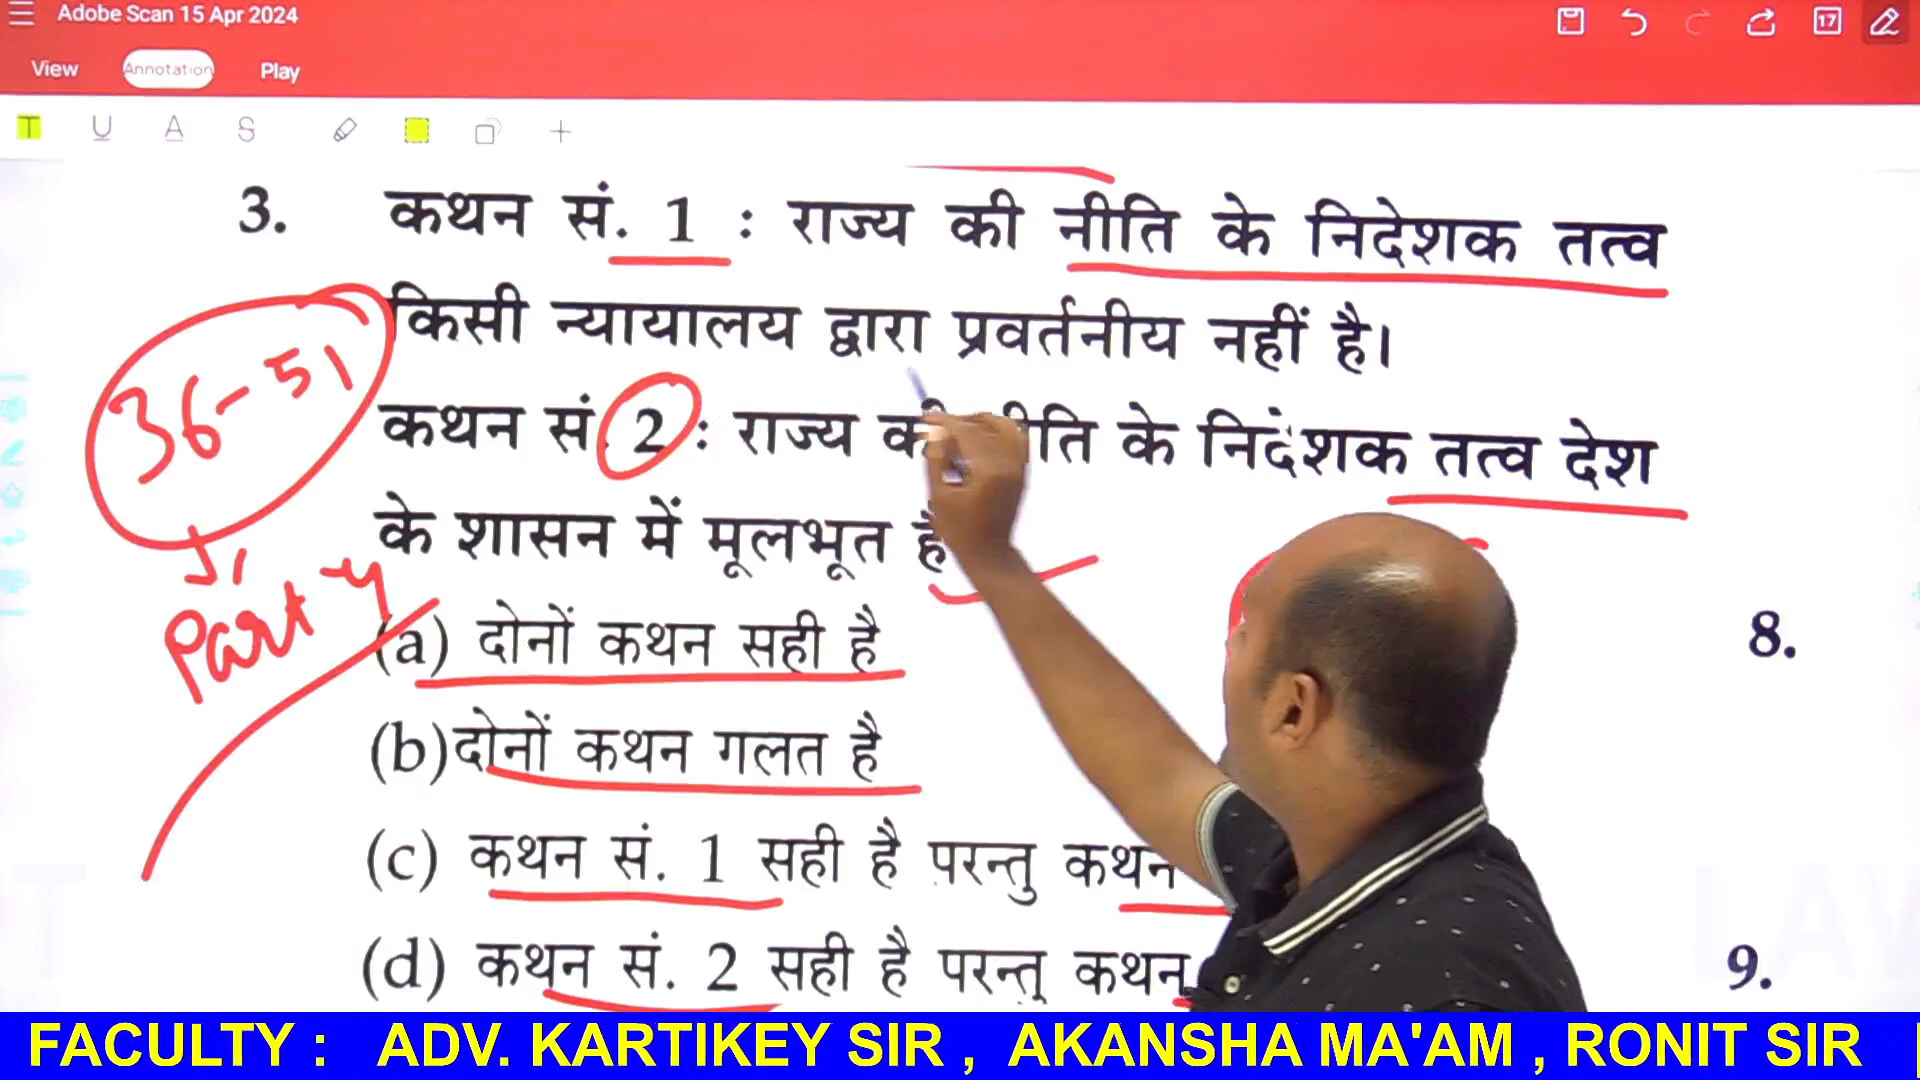 Adobe Scan 15 Apr 2024
17
View Annotation Play
T U A S
3. कथन सं. 1 : राज्य की नीति के निदेशक तत्व
किसी न्यायालय द्वारा प्रवर्तनीय नहीं है।
36-51
कथन सं. 2 : राज्य की नीति के निदेशक तत्व देश
के शासन में मूलभूत है
Part 4
(a) दोनों कथन सही है
8.
(b) दोनों कथन गलत है
(c) कथन सं. 1 सही है परन्तु कथन
(d) कथन सं. 2 सही है परन्तु कथन
9.
FACULTY : ADV. KARTIKEY SIR , AKANSHA MA'AM , RONIT SIR